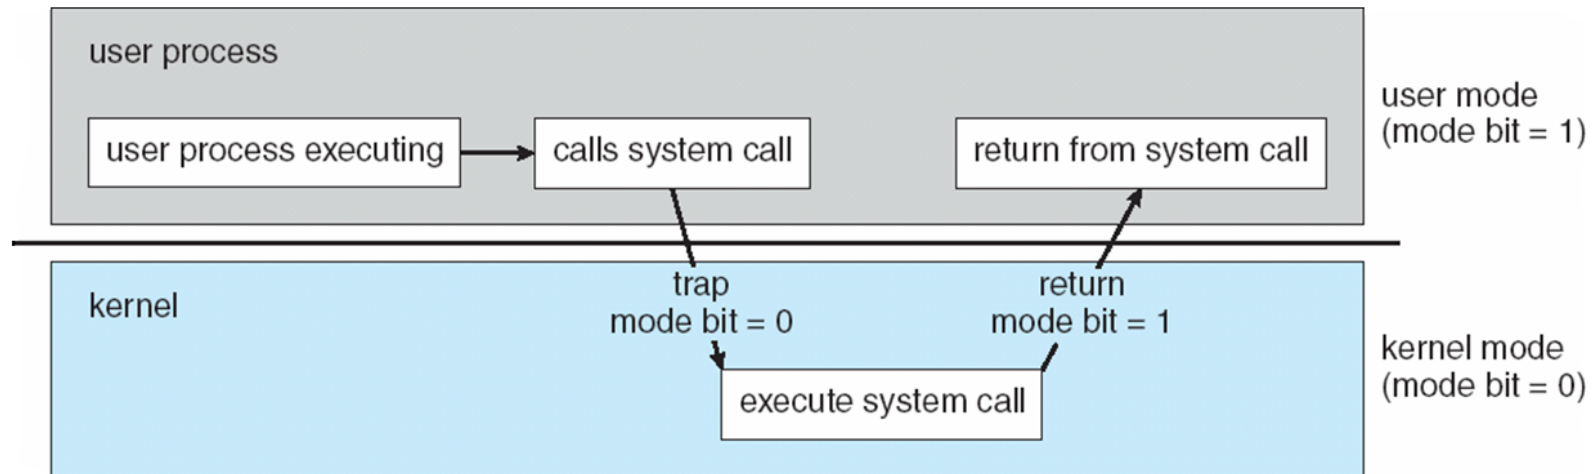 user process
user process executing
calls system call
return from system call
user mode
(mode bit = 1)
kernel
trap
mode bit = 0
return
mode bit = 1
execute system call
kernel mode
(mode bit = 0)